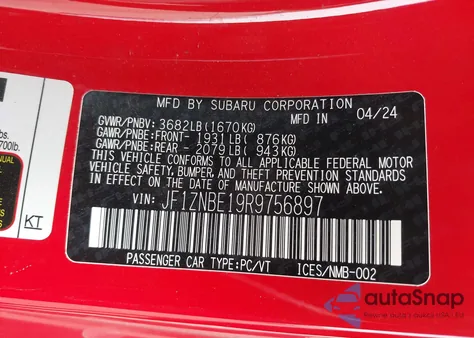 MFD BY SUBARU CORPORATION
GVWR/PNBV: 3682LB(1670KG) 04/24
GAWR/PNBE:FRONT- 1931LB( 876KG)
GAWR/PNBE:REAR - 2079LB( 943KG)
MFD IN
THIS VEHICLE CONFORMS TO ALL APPLICABLE FEDERAL MOTOR
VEHICLE SAFETY, BUMPER, AND THEFT PREVENTION STANDARDS
IN EFFECT ON THE DATE OF MANUFACTURE SHOWN ABOVE.
VIN: JF1ZNBE19R9756897
PASSENGER CAR TYPE:PC/VT ICES/NMB-002
lbs.
700lb.
KT
autoSnap